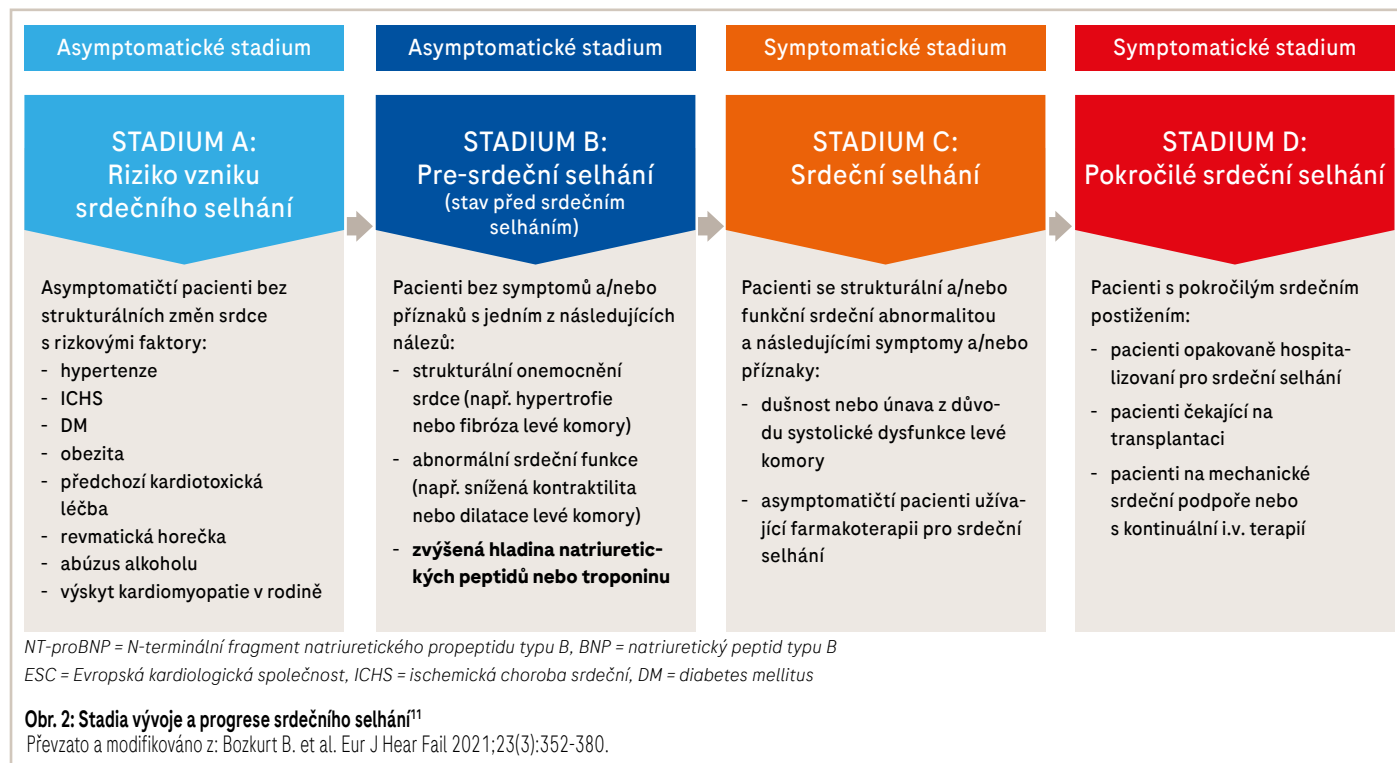 Asymptomatické stadium
Asymptomatické stadium
Symptomatické stadium
Symptomatické stadium
STADIUM A:
Riziko vzniku
srdečního selhání
STADIUM B:
Pre-srdeční selhání
(stav před srdečním
selháním)
STADIUM C:
Srdeční selhání
STADIUM D:
Pokročilé srdeční selhání
Asymptomatičtí pacienti bez
strukturálních změn srdce
s rizkovými faktory:
- hypertenze
- ICHS
- DM
- obezita
- předchozí kardiotoxická
léčba
- revmatická horečka
- abúzus alkoholu
- výskyt kardiomyopatie v rodině
Pacienti bez symptomů a/nebo
příznaků s jedním z následujících
nálezů:
- strukturální onemocnění
srdce (např. hypertrofie
nebo fibróza levé komory)
- abnormální srdeční funkce
(např. snížená kontraktilita
nebo dilatace levé komory)
- zvýšená hladina natriuretic-
kých peptidů nebo troponinu
Pacienti se strukturální a/nebo
funkční srdeční abnormalitou
a následujícími symptomy a/nebo
příznaky:
- dušnost nebo únava z důvo-
du systolické dysfunkce levé
komory
- asymptomatičtí pacienti užíva-
jící farmakoterapii pro srdeční
selhání
Pacienti s pokročilým srdečním
postižením:
- pacienti opakovaně hospita-
lizovaní pro srdeční selhání
- pacienti čekající na
transplantaci
- pacienti na mechanické
srdeční podpoře nebo
s kontinuální i.v. terapií
NT-proBNP = N-terminální fragment natriuretického propeptidu typu B, BNP = natriuretický peptid typu B
ESC = Evropská kardiologická společnost, ICHS = ischemická choroba srdeční, DM = diabetes mellitus
Obr. 2: Stadia vývoje a progrese srdečního selhání¹¹
Převzato a modifikováno z: Bozkurt B. et al. Eur J Hear Fail 2021;23(3):352-380.